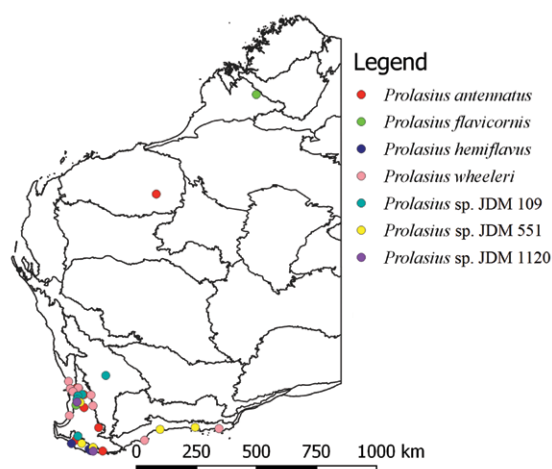 Legend
Prolasius antennatus
Prolasius flavicornis
Prolasius hemiflavus
Prolasius wheeleri
Prolasius sp. JDM 109
Prolasius sp. JDM 551
Prolasius sp. JDM 1120
0 250 500 750 1000 km